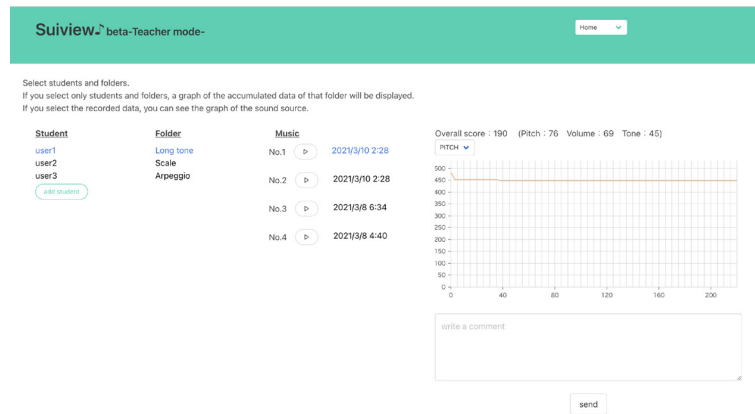 Suiview♪ beta-Teacher mode-
Home
Select students and folders.
If you select only students and folders, a graph of the accumulated data of that folder will be displayed.
If you select the recorded data, you can see the graph of the sound source.
Student
user1
user2
user3
add student
Folder
Long tone
Scale
Arpeggio
Music
No.1 2021/3/10 2:28
No.2 2021/3/10 2:28
No.3 2021/3/8 6:34
No.4 2021/3/8 4:40
Overall score : 190 (Pitch : 76 Volume : 69 Tone : 45)
PITCH
500
450
400
350
300
250
200
150
100
50
0
0 40 80 120 160 200
write a comment
send